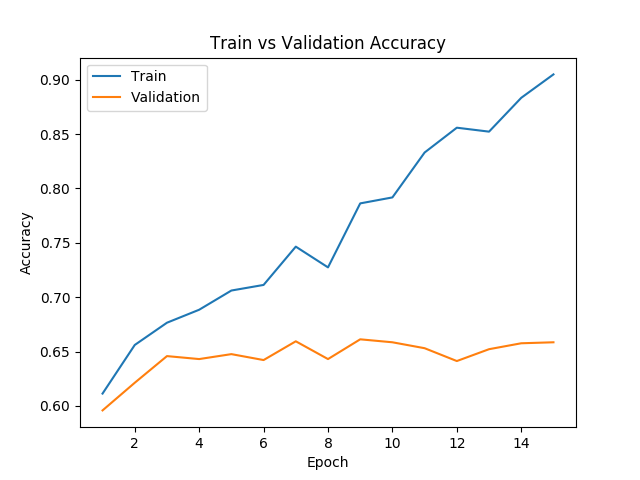 Train vs Validation Accuracy
Train
Validation
0.90
0.85
0.80
0.75
0.70
0.65
0.60
Accuracy
2 4 6 8 10 12 14
Epoch